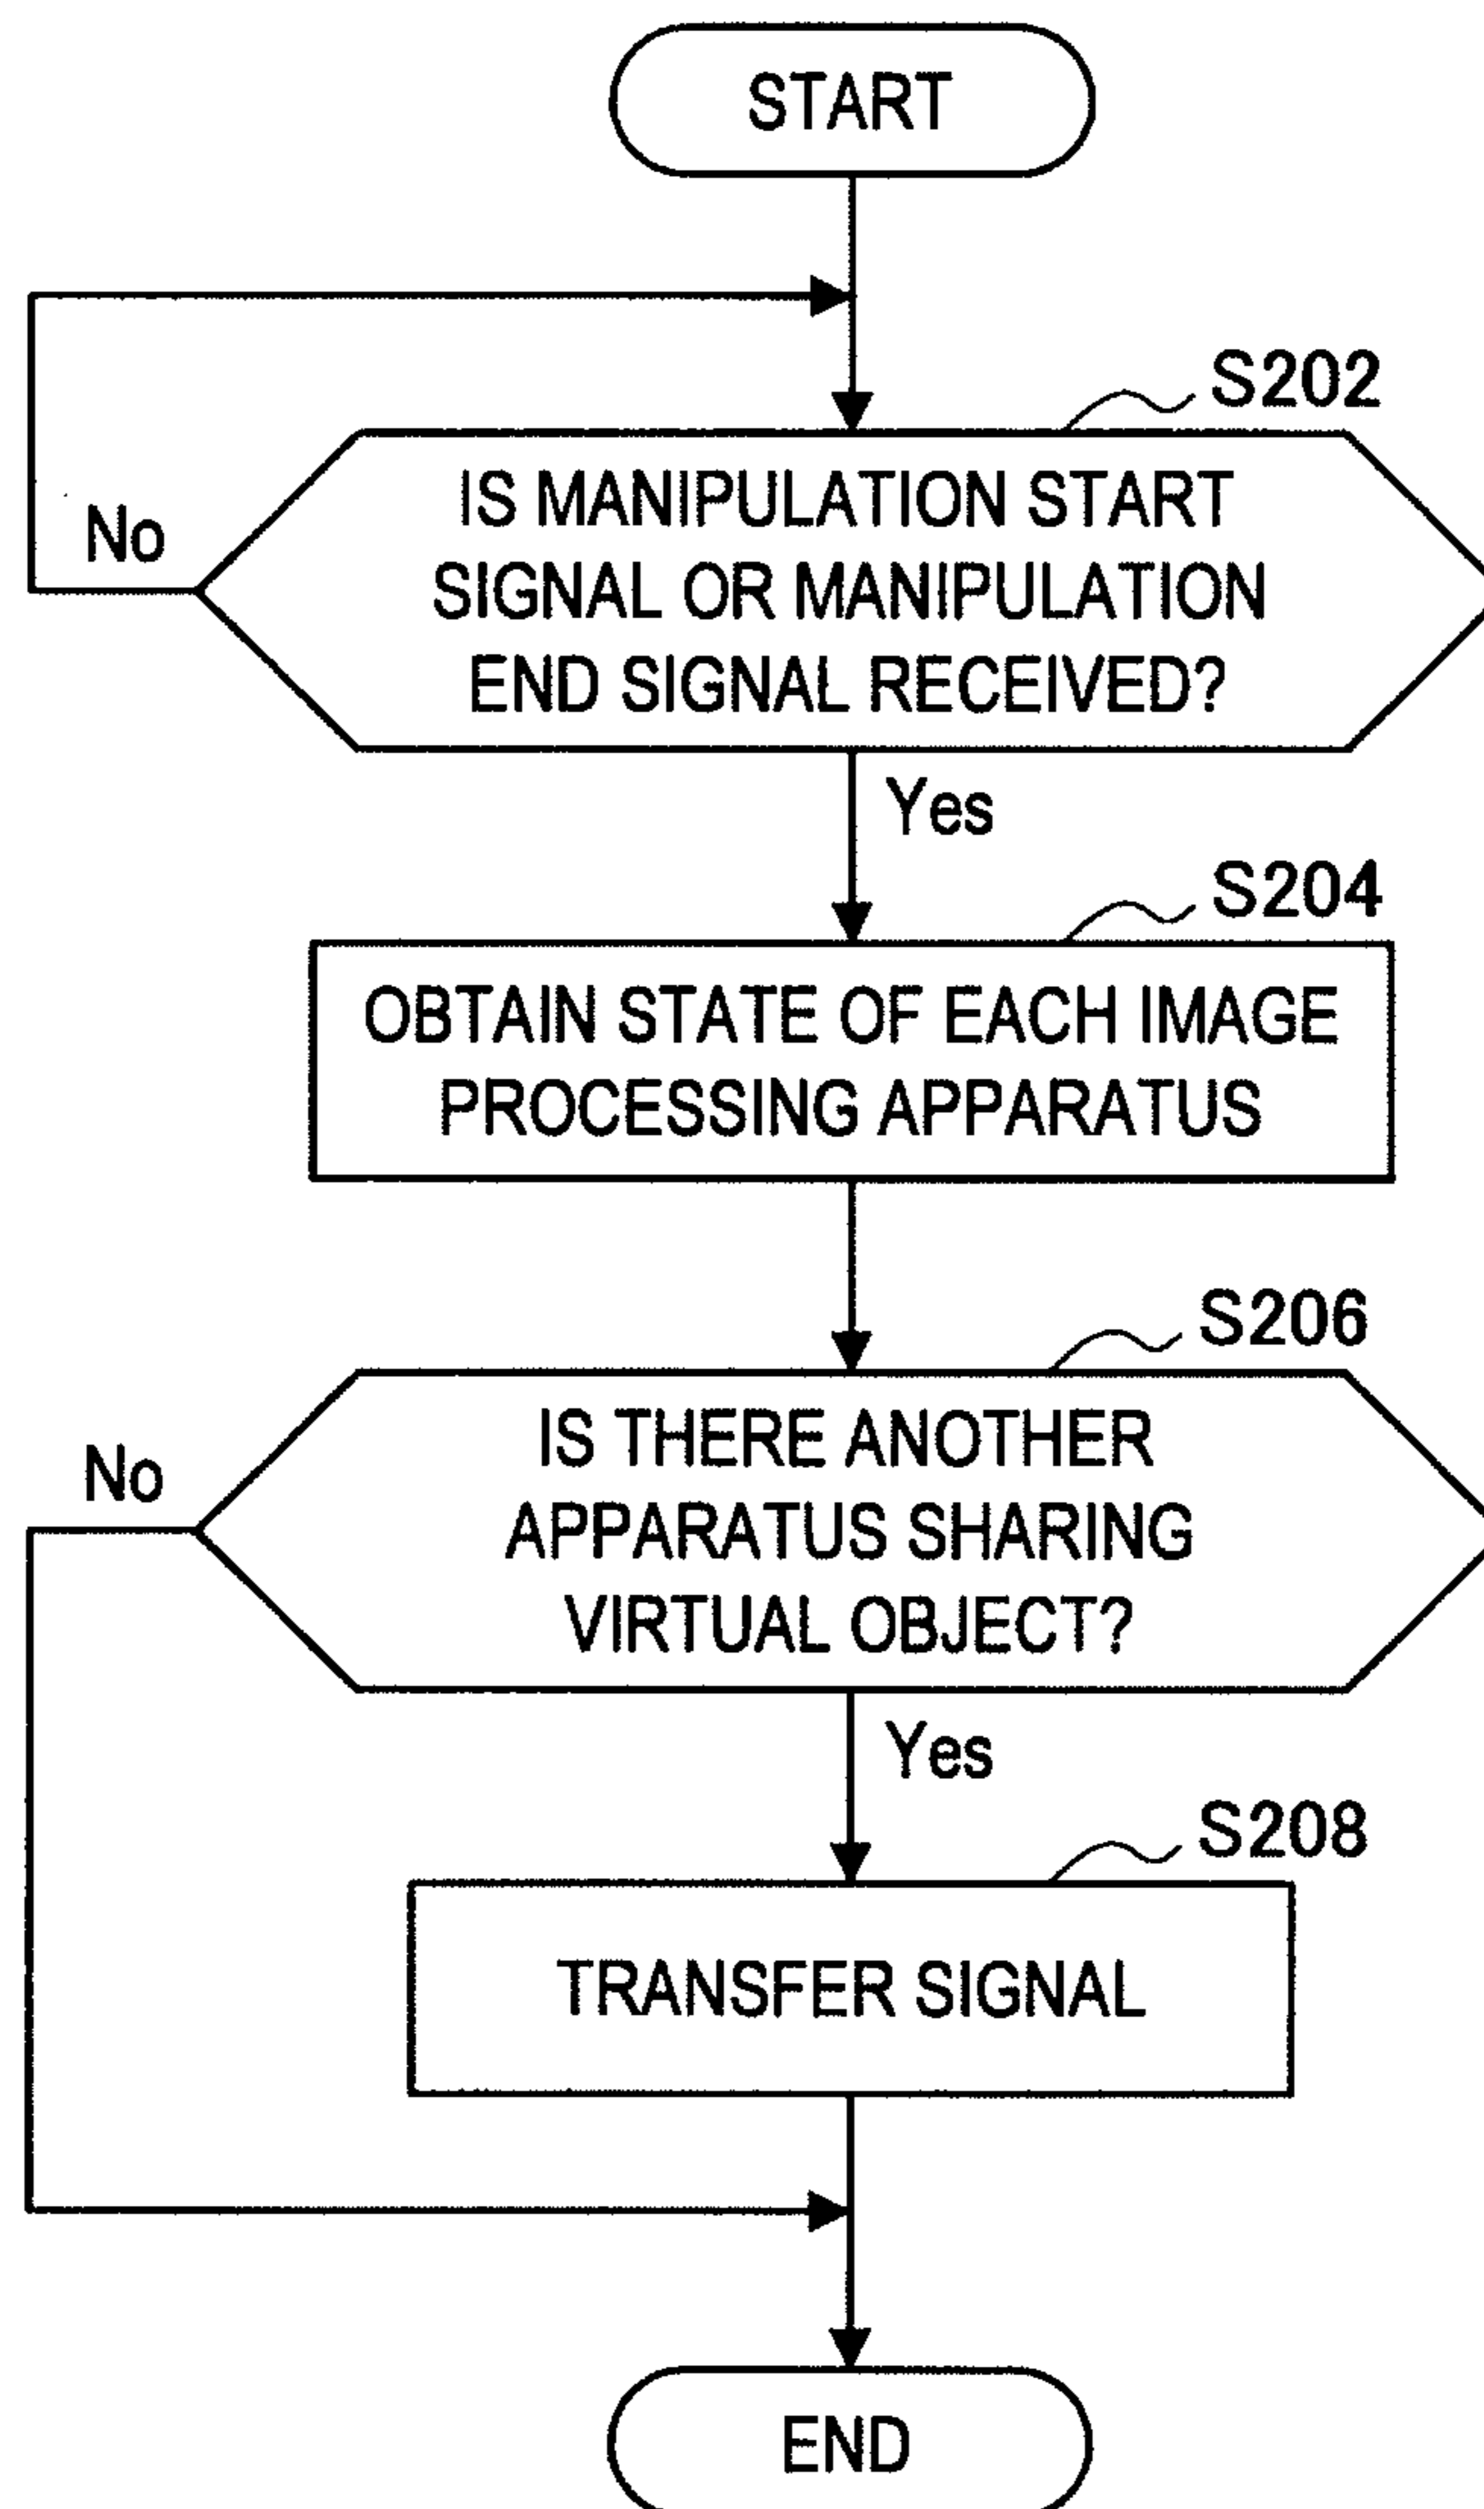 START
S202
IS MANIPULATION START
SIGNAL OR MANIPULATION
END SIGNAL RECEIVED?
No
Yes
S204
OBTAIN STATE OF EACH IMAGE
PROCESSING APPARATUS
S206
IS THERE ANOTHER
APPARATUS SHARING
VIRTUAL OBJECT?
No
Yes
S208
TRANSFER SIGNAL
END